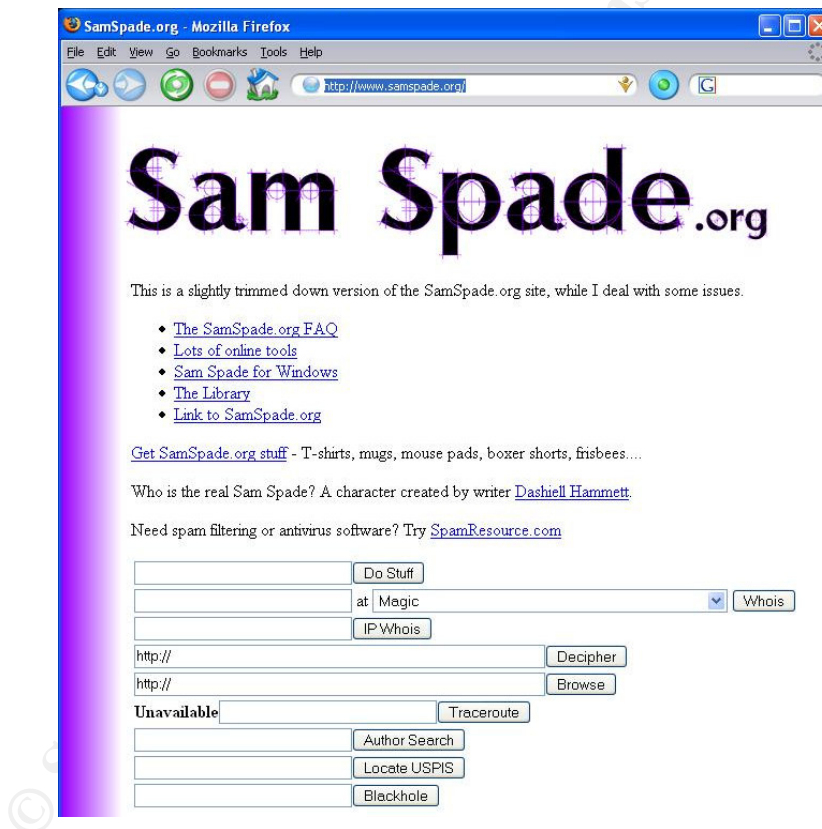 SamSpade.org - Mozilla Firefox
File Edit View Go Bookmarks Tools Help
http://www.samspade.org/
G
Sam Spade.org
This is a slightly trimmed down version of the SamSpade.org site, while I deal with some issues.
The SamSpade.org FAQ
Lots of online tools
Sam Spade for Windows
The Library
Link to SamSpade.org
Get SamSpade.org stuff - T-shirts, mugs, mouse pads, boxer shorts, frisbees....
Who is the real Sam Spade? A character created by writer Dashiell Hammett.
Need spam filtering or antivirus software? Try SpamResource.com
Do Stuff
at Magic Whois
IP Whois
http:// Decipher
http:// Browse
Unavailable Traceroute
Author Search
Locate USPIS
Blackhole
©